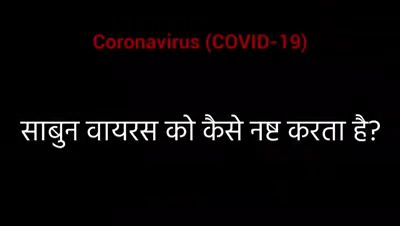 Coronavirus (COVID-19)
साबुन वायरस को कैसे नष्ट करता है?